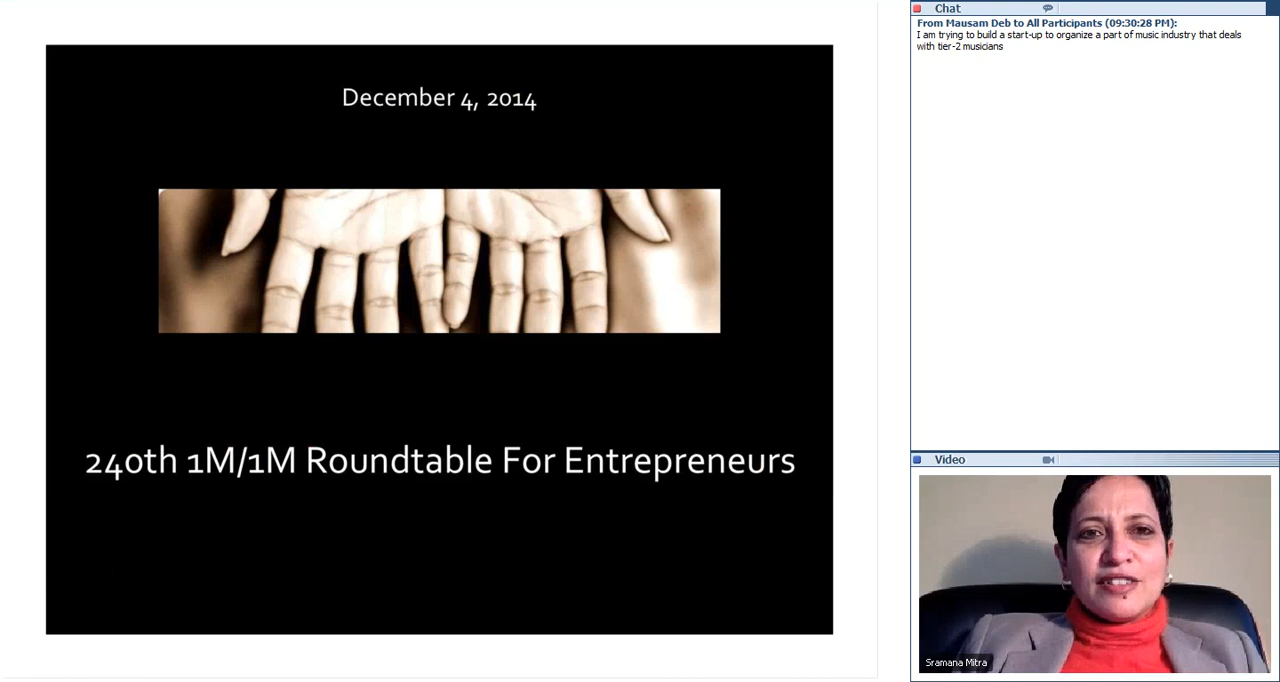 December 4, 2014
240th 1M/1M Roundtable For Entrepreneurs
Chat
From Mausam Deb to All Participants (09:30:28 PM):
I am trying to build a start-up to organize a part of music industry that deals
with tier-2 musicians
Video
Sramana Mitra